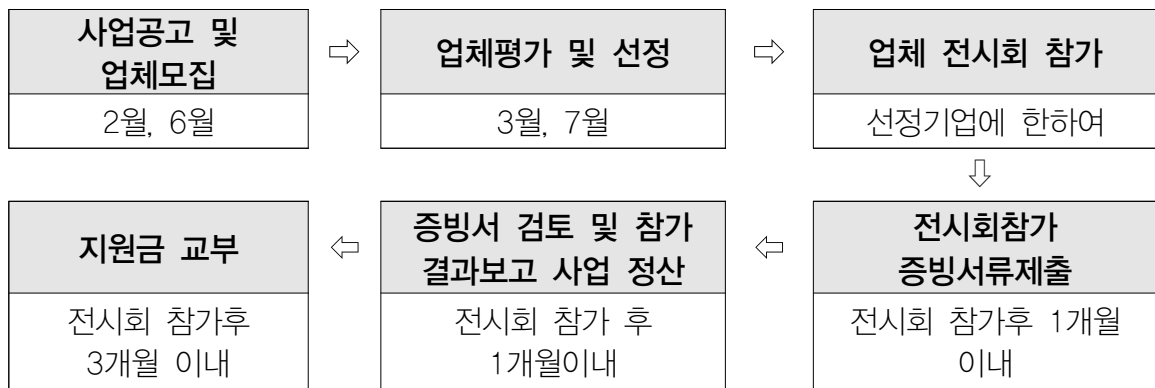 사업공고 및
업체모집
2월, 6월
⇨
업체평가 및 선정
3월, 7월
⇨
업체 전시회 참가
선정기업에 한하여
⇩
전시회참가
증빙서류제출
전시회 참가후 1개월
이내
⇦
증빙서 검토 및 참가
결과보고 사업 정산
전시회 참가 후
1개월이내
⇦
지원금 교부
전시회 참가후
3개월 이내